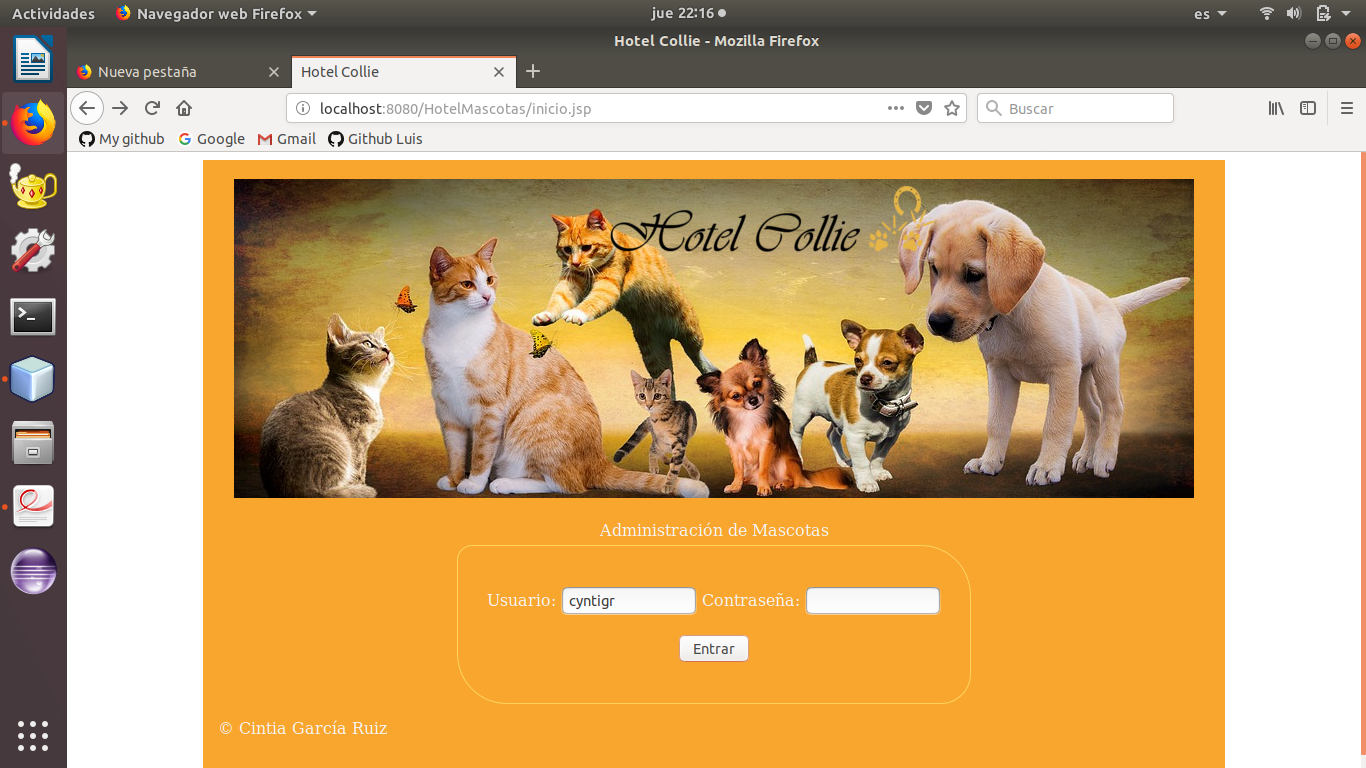 Actividades Navegador web Firefox jue 22:16 es
Hotel Collie - Mozilla Firefox
Nueva pestaña Hotel Collie
localhost:8080/HotelMascotas/inicio.jsp Buscar
My github Google Gmail Github Luis
Hotel Collie
Administración de Mascotas
Usuario: cyntigr Contraseña:
Entrar
© Cintia García Ruiz